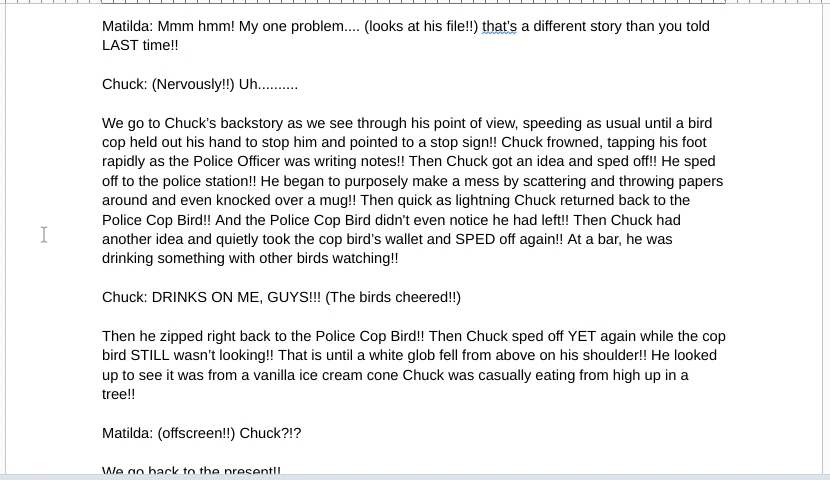 Matilda: Mmm hmm! My one problem.... (looks at his file!!) that's a different story than you told
LAST time!!
Chuck: (Nervously!!) Uh..........
We go to Chuck's backstory as we see through his point of view, speeding as usual until a bird
cop held out his hand to stop him and pointed to a stop sign!! Chuck frowned, tapping his foot
rapidly as the Police Officer was writing notes!! Then Chuck got an idea and sped off!! He sped
off to the police station!! He began to purposely make a mess by scattering and throwing papers
around and even knocked over a mug!! Then quick as lightning Chuck returned back to the
Police Cop Bird!! And the Police Cop Bird didn't even notice he had left!! Then Chuck had
another idea and quietly took the cop bird's wallet and SPED off again!! At a bar, he was
drinking something with other birds watching!!
Chuck: DRINKS ON ME, GUYS!!! (The birds cheered!!)
Then he zipped right back to the Police Cop Bird!! Then Chuck sped off YET again while the cop
bird STILL wasn't looking!! That is until a white glob fell from above on his shoulder!! He looked
up to see it was from a vanilla ice cream cone Chuck was casually eating from high up in a
tree!!
Matilda: (offscreen!!) Chuck?!?
We go back to the present!!